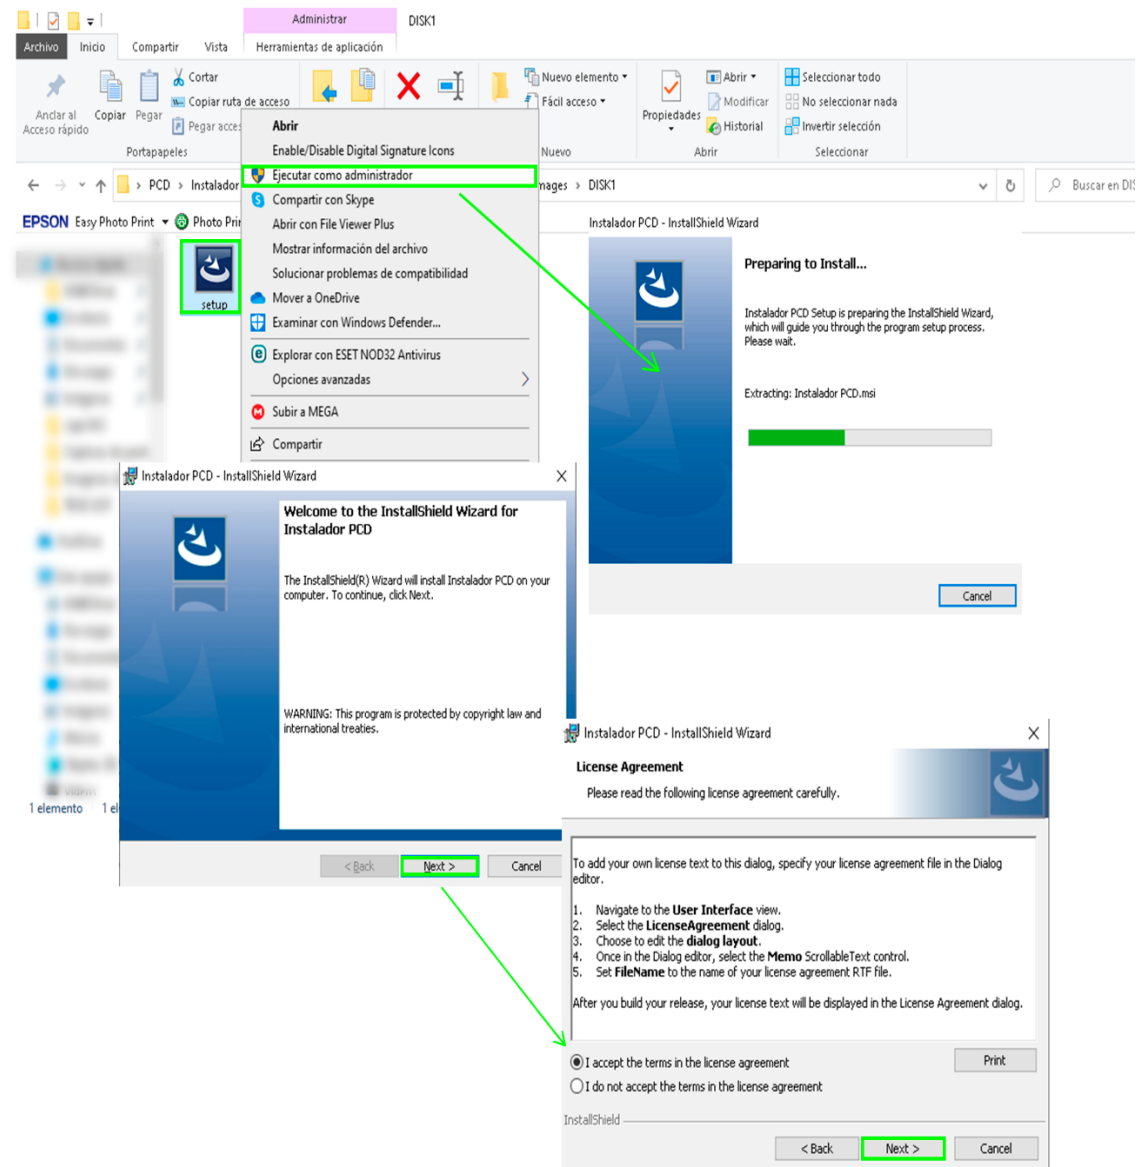 Administrar
DISK1
Archivo
Inicio
Compartir
Vista
Herramientas de aplicación
Anclar al
Acceso rápido
Copiar
Pegar
Cortar
Copiar ruta de acceso
Pegar acces
Portapapeles
Nuevo elemento
Fácil acceso
Nuevo
Propiedades
Abrir
Modificar
Historial
Abrir
Seleccionar todo
No seleccionar nada
Invertir selección
Seleccionar
PCD > Instalador
mages > DISK1
Buscar en DIS
EPSON Easy Photo Print
Photo Prin
setup
Abrir
Enable/Disable Digital Signature Icons
Ejecutar como administrador
Compartir con Skype
Abrir con File Viewer Plus
Mostrar información del archivo
Solucionar problemas de compatibilidad
Mover a OneDrive
Examinar con Windows Defender...
Explorar con ESET NOD32 Antivirus
Opciones avanzadas
Subir a MEGA
Compartir
Instalador PCD - InstallShield Wizard
Preparing to Install...
Instalador PCD Setup is preparing the InstallShield Wizard,
which will guide you through the program setup process.
Please wait.
Extracting: Instalador PCD.msi
Cancel
Instalador PCD - InstallShield Wizard
Welcome to the InstallShield Wizard for
Instalador PCD
The InstallShield(R) Wizard will install Instalador PCD on your
computer. To continue, click Next.
WARNING: This program is protected by copyright law and
international treaties.
< Back
Next >
Cancel
1 elemento
1 el
Instalador PCD - InstallShield Wizard
License Agreement
Please read the following license agreement carefully.
To add your own license text to this dialog, specify your license agreement file in the Dialog
editor.
1. Navigate to the User Interface view.
2. Select the LicenseAgreement dialog.
3. Choose to edit the dialog layout.
4. Once in the Dialog editor, select the Memo ScrollableText control.
5. Set FileName to the name of your license agreement RTF file.
After you build your release, your license text will be displayed in the License Agreement dialog.
I accept the terms in the license agreement
Print
I do not accept the terms in the license agreement
InstallShield
< Back
Next >
Cancel